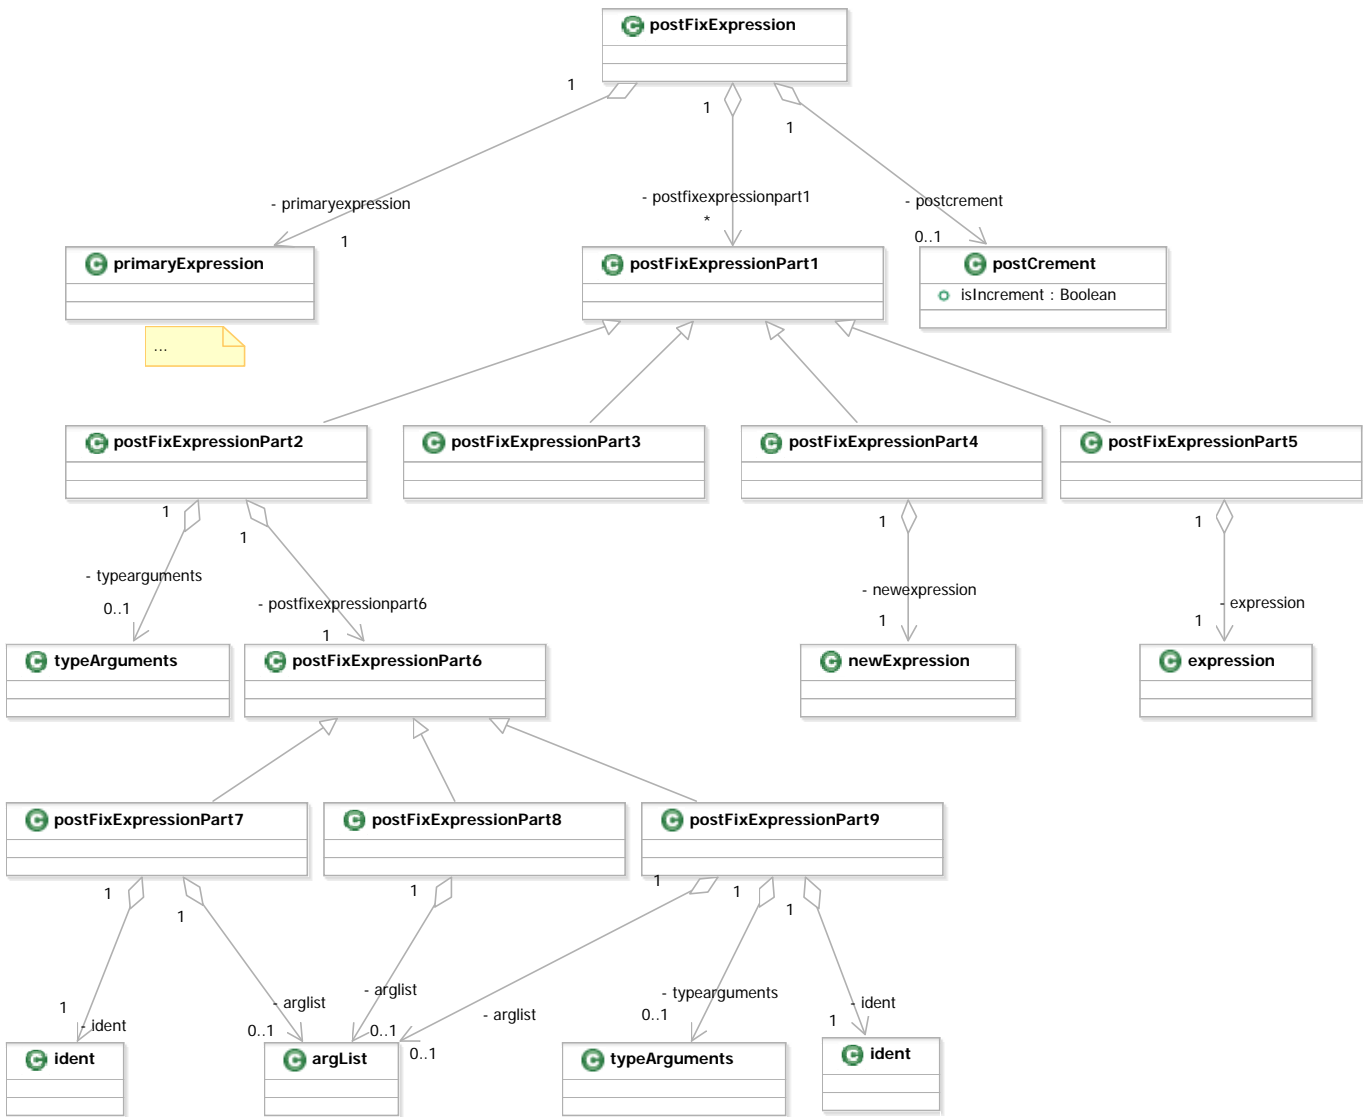 postFixExpression
1
1
1
- primaryexpression
1
- postfixexpressionpart1
*
- postcrement
0..1
primaryExpression
postFixExpressionPart1
postCrement
isIncrement : Boolean
...
postFixExpressionPart2
postFixExpressionPart3
postFixExpressionPart4
postFixExpressionPart5
1
1
1
1
- typearguments
0..1
- postfixexpressionpart6
1
- newexpression
1
- expression
1
typeArguments
postFixExpressionPart6
newExpression
expression
postFixExpressionPart7
postFixExpressionPart8
postFixExpressionPart9
1
1
1
1
1
1
1
- ident
- arglist
0..1
- arglist
0..1
- arglist
0..1
- typearguments
0..1
- ident
1
ident
argList
typeArguments
ident